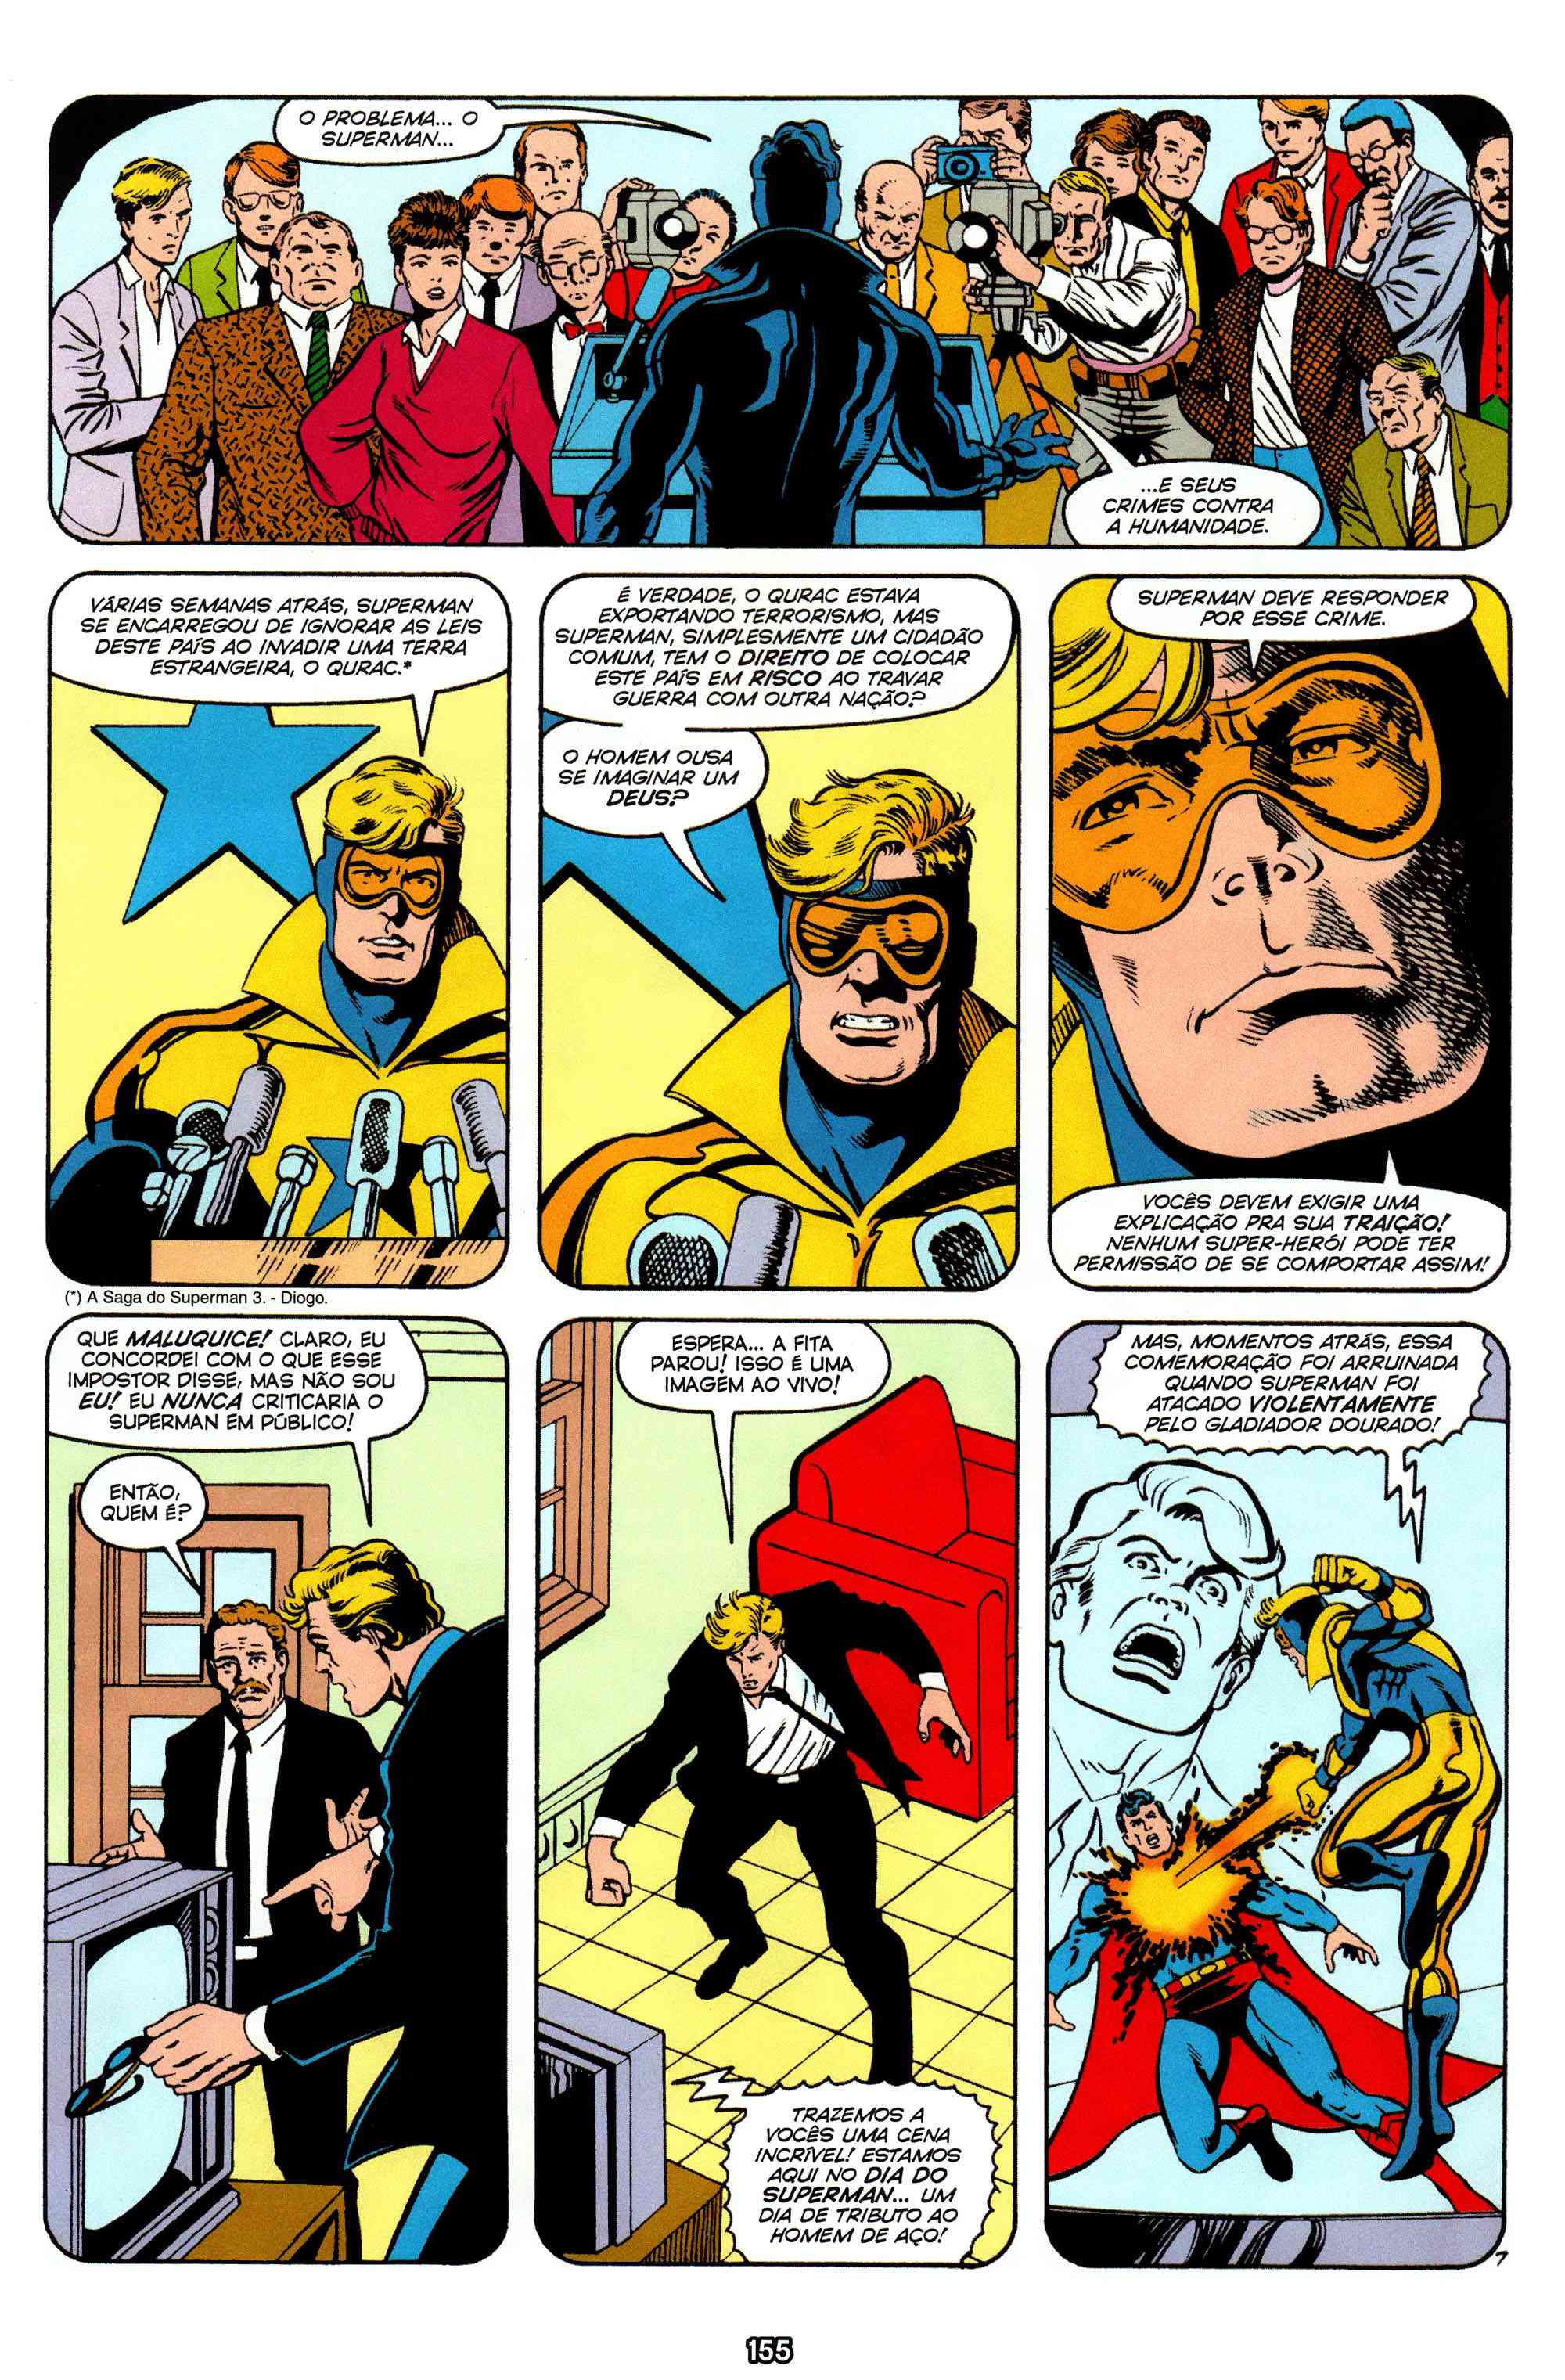 O PROBLEMA... O
SUPERMAN...
...E SEUS
CRIMES CONTRA
A HUMANIDADE.
VÁRIAS SEMANAS ATRÁS, SUPERMAN
SE ENCARREGOU DE IGNORAR AS LEIS
DESTE PAÍS AO INVADIR UMA TERRA
ESTRANGEIRA, O QURAC.*
É VERDADE, O QURAC ESTAVA
EXPORTANDO TERRORISMO, MAS
SUPERMAN, SIMPLESMENTE UM CIDADÃO
COMUM, TEM O DIREITO DE COLOCAR
ESTE PAÍS EM RISCO AO TRAVAR
GUERRA COM OUTRA NAÇÃO?
O HOMEM OUSA
SE IMAGINAR UM
DEUS?
SUPERMAN DEVE RESPONDER
POR ESSE CRIME.
VOCÊS DEVEM EXIGIR UMA
EXPLICAÇÃO PRA SUA TRAIÇÃO!
NENHUM SUPER-HERÓI PODE TER
PERMISSÃO DE SE COMPORTAR ASSIM!
(*) A Saga do Superman 3. - Diogo.
QUE MALUQUICE! CLARO, EU
CONCORDEI COM O QUE ESSE
IMPOSTOR DISSE, MAS NÃO SOU
EU! EU NUNCA CRITICARIA O
SUPERMAN EM PÚBLICO!
ENTÃO,
QUEM É?
ESPERA... A FITA
PAROU! ISSO É UMA
IMAGEM AO VIVO!
TRAZEMOS A
VOCÊS UMA CENA
INCRÍVEL! ESTAMOS
AQUI NO DIA DO
SUPERMAN... UM
DIA DE TRIBUTO AO
HOMEM DE AÇO!
MAS, MOMENTOS ATRÁS, ESSA
COMEMORAÇÃO FOI ARRUINADA
QUANDO SUPERMAN FOI
ATACADO VIOLENTAMENTE
PELO GLADIADOR DOURADO!
7
155